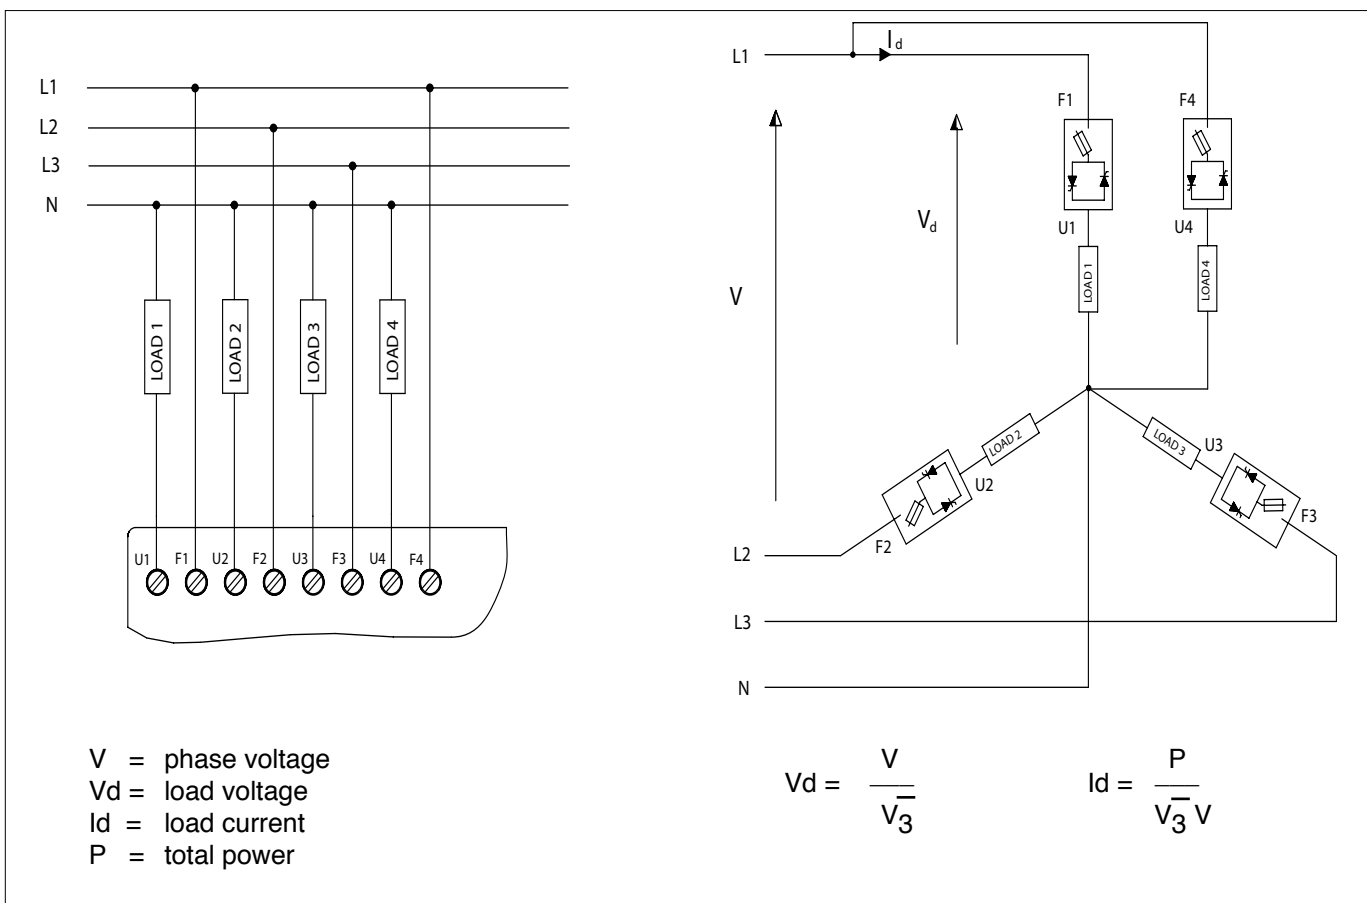 L1
L2
L3
N
LOAD 1
LOAD 2
LOAD 3
LOAD 4
U1 F1 U2 F2 U3 F3 U4 F4
L1
Id
F1
F4
U1
U4
Vd
V
LOAD 1
LOAD 4
LOAD 2
LOAD 3
U3
U2
F2
F3
L2
L3
N
V = phase voltage
Vd = load voltage
Id = load current
P = total power
Vd = V / V3̅
Id = P / V3̅ V